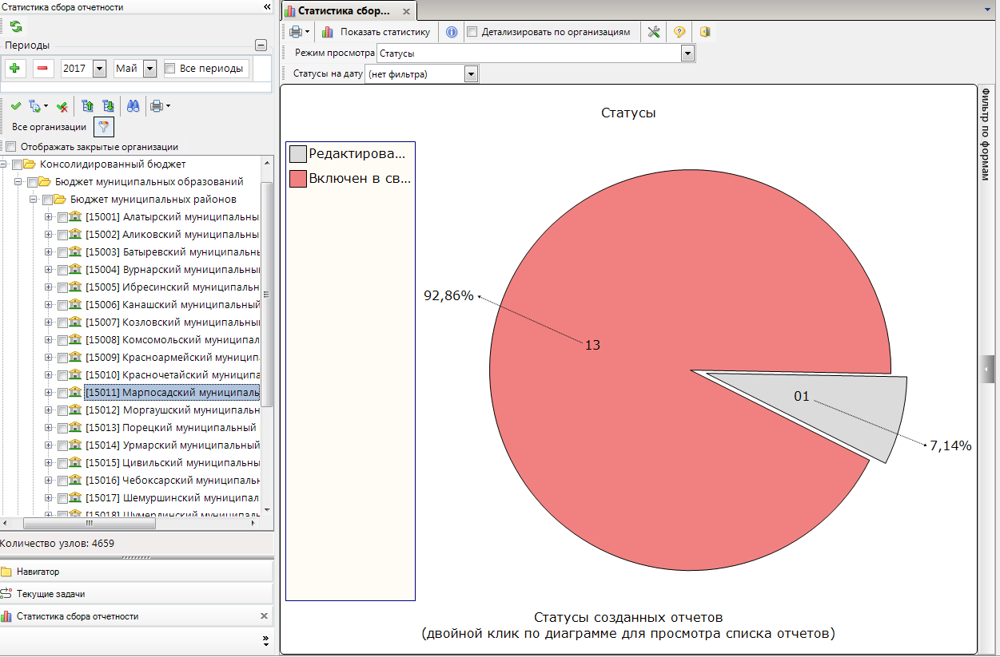 Статистика сбора отчетности
Периоды
2017
Май
Все периоды
Все организации
Отображать закрытые организации
Консолидированный бюджет
Бюджет муниципальных образований
Бюджет муниципальных районов
[15001] Алатырский муниципальны
[15002] Аликовский муниципальны
[15003] Батыревский муниципальнь
[15004] Вурнарский муниципальны
[15005] Ибресинский муниципальн
[15006] Канашский муниципальный
[15007] Козловский муниципальны
[15008] Комсомольский муниципал
[15009] Красноармейский муницип
[15010] Красночетайский муниципа
[15011] Марпосадский муниципаль
[15012] Моргаушский муниципальн
[15013] Порецкий муниципальный
[15014] Урмарский муниципальный
[15015] Цивильский муниципальны
[15016] Чебоксарский муниципальн
[15017] Шемуршинский муниципал
[15018] Шумерлинский муниципаль
Количество узлов: 4659
Навигатор
Текущие задачи
Статистика сбора отчетности
Статистика сбор...
Показать статистику
Детализировать по организациям
Режим просмотра Статусы
Статусы на дату (нет фильтра)
Статусы
Редактирова...
Включен в св...
92,86%
13
01
7,14%
Статусы созданных отчетов
(двойной клик по диаграмме для просмотра списка отчетов)
Фильтр по формам